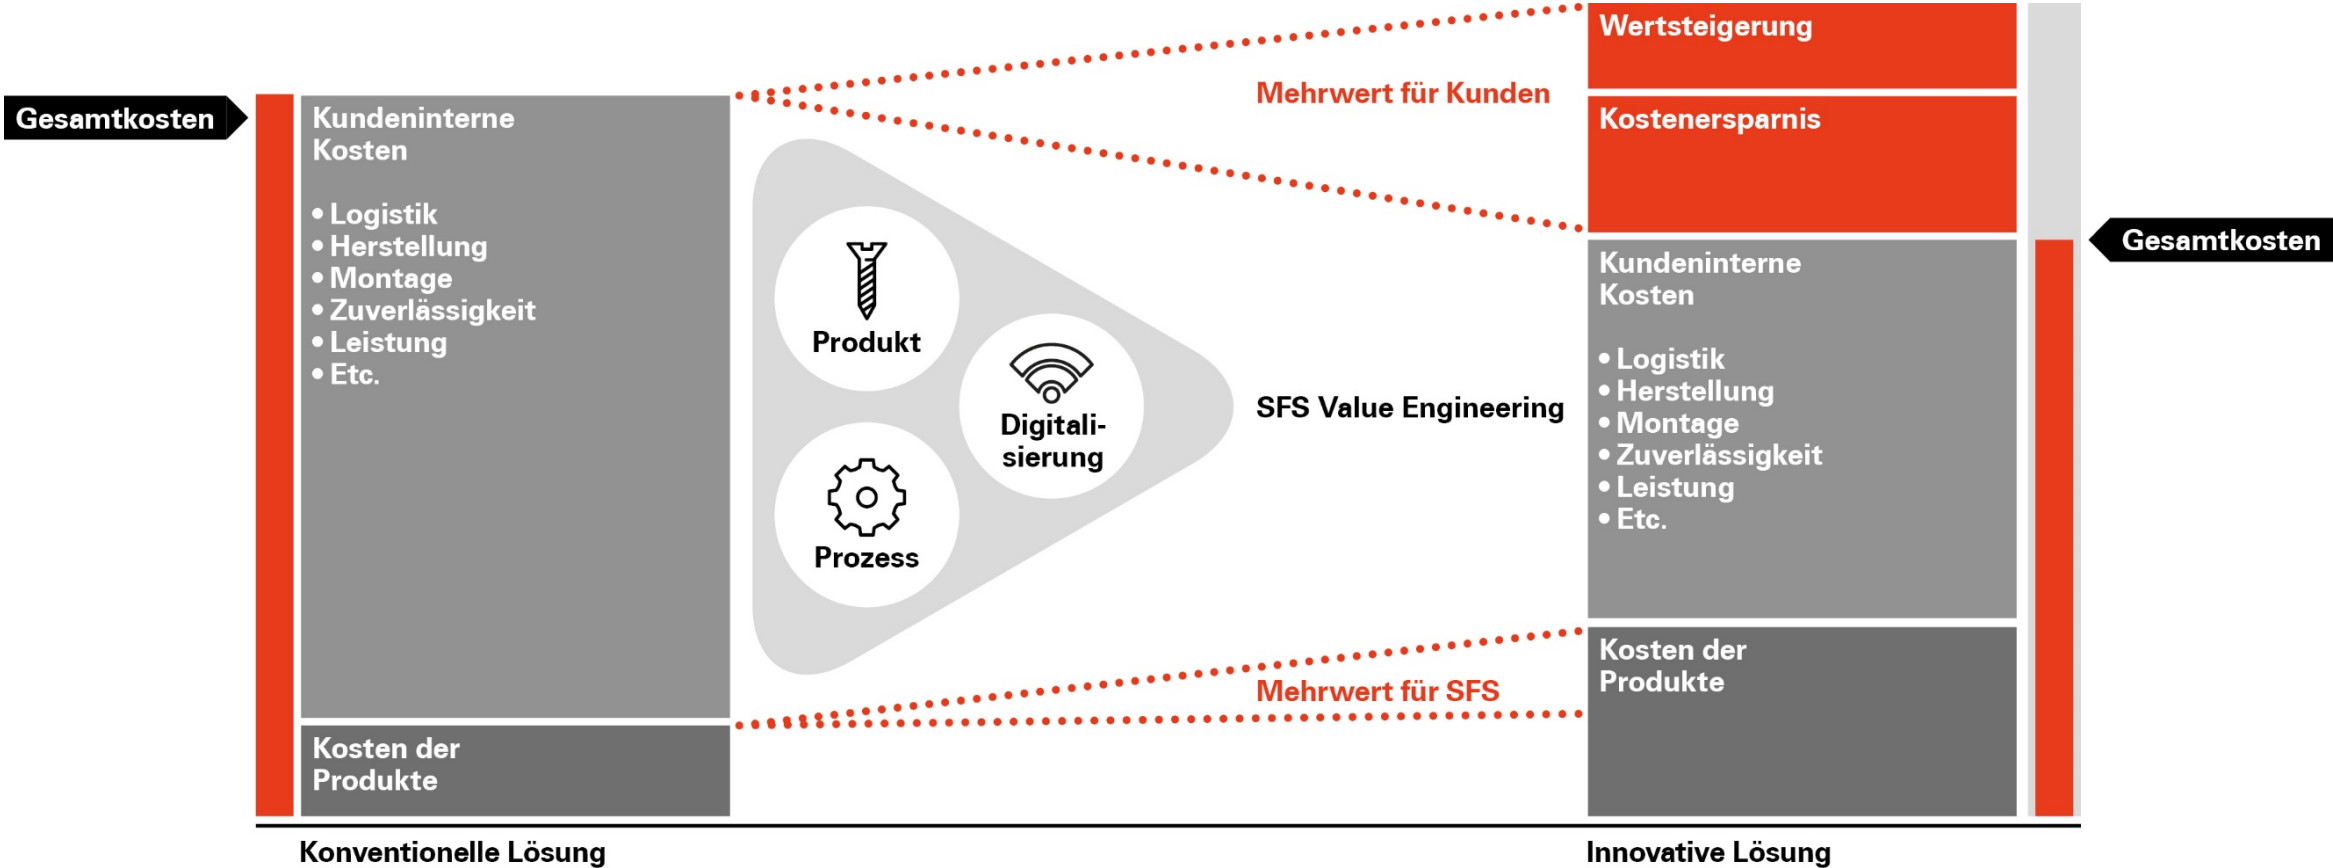 Gesamtkosten
Kundeninterne
Kosten
• Logistik
• Herstellung
• Montage
• Zuverlässigkeit
• Leistung
• Etc.
Kosten der
Produkte
Konventionelle Lösung
Produkt
Digitali-
sierung
Prozess
Mehrwert für Kunden
SFS Value Engineering
Mehrwert für SFS
Wertsteigerung
Kostenersparnis
Kundeninterne
Kosten
• Logistik
• Herstellung
• Montage
• Zuverlässigkeit
• Leistung
• Etc.
Kosten der
Produkte
Innovative Lösung
Gesamtkosten